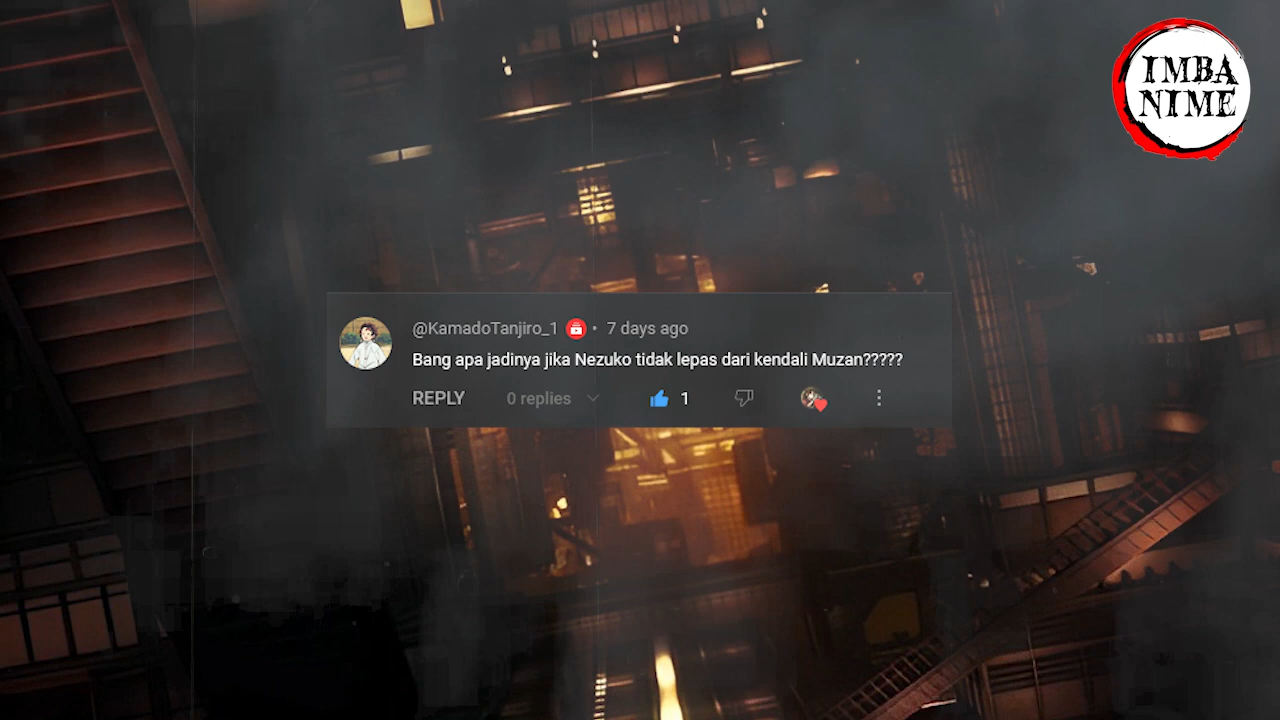 IMBA
NIME
@KamadoTanjiro_1 • 7 days ago
Bang apa jadinya jika Nezuko tidak lepas dari kendali Muzan?????
REPLY 0 replies 1